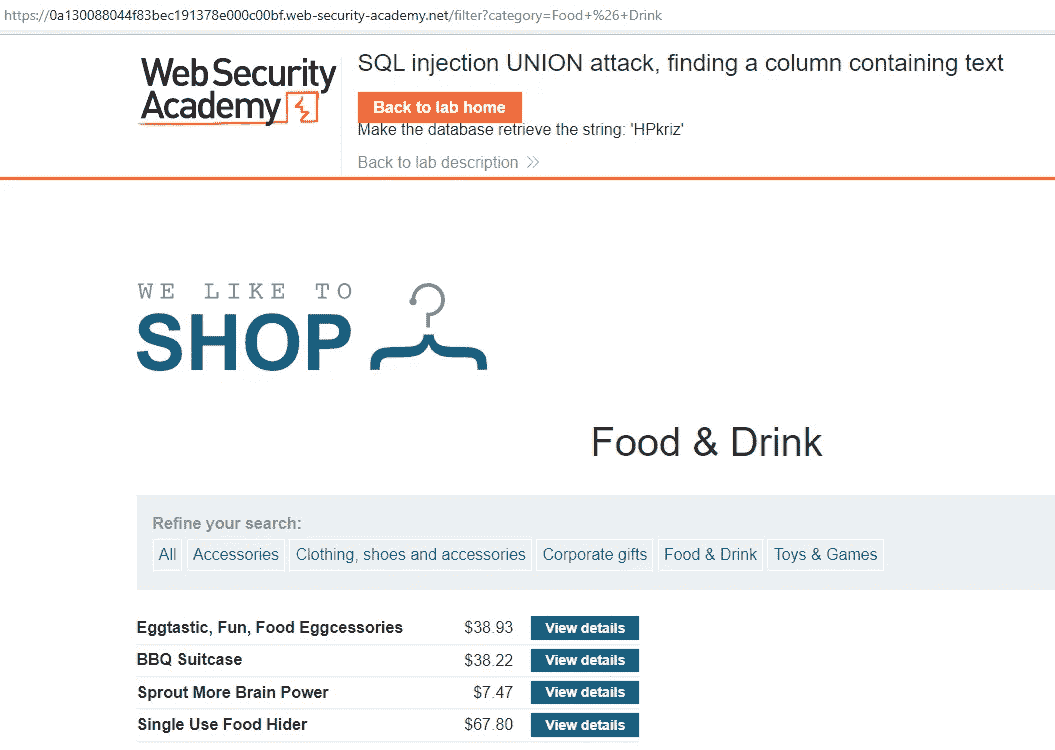 https://0a130088044f83bec191378e000c00bf.web-security-academy.net/filter?category=Food+%26+Drink
Web Security
Academy
SQL injection UNION attack, finding a column containing text
Back to lab home
Make the database retrieve the string: 'HPkriz'
Back to lab description
WE LIKE TO
SHOP
Food & Drink
Refine your search:
All Accessories Clothing, shoes and accessories Corporate gifts Food & Drink Toys & Games
Eggtastic, Fun, Food Eggcessories $38.93 View details
BBQ Suitcase $38.22 View details
Sprout More Brain Power $7.47 View details
Single Use Food Hider $67.80 View details